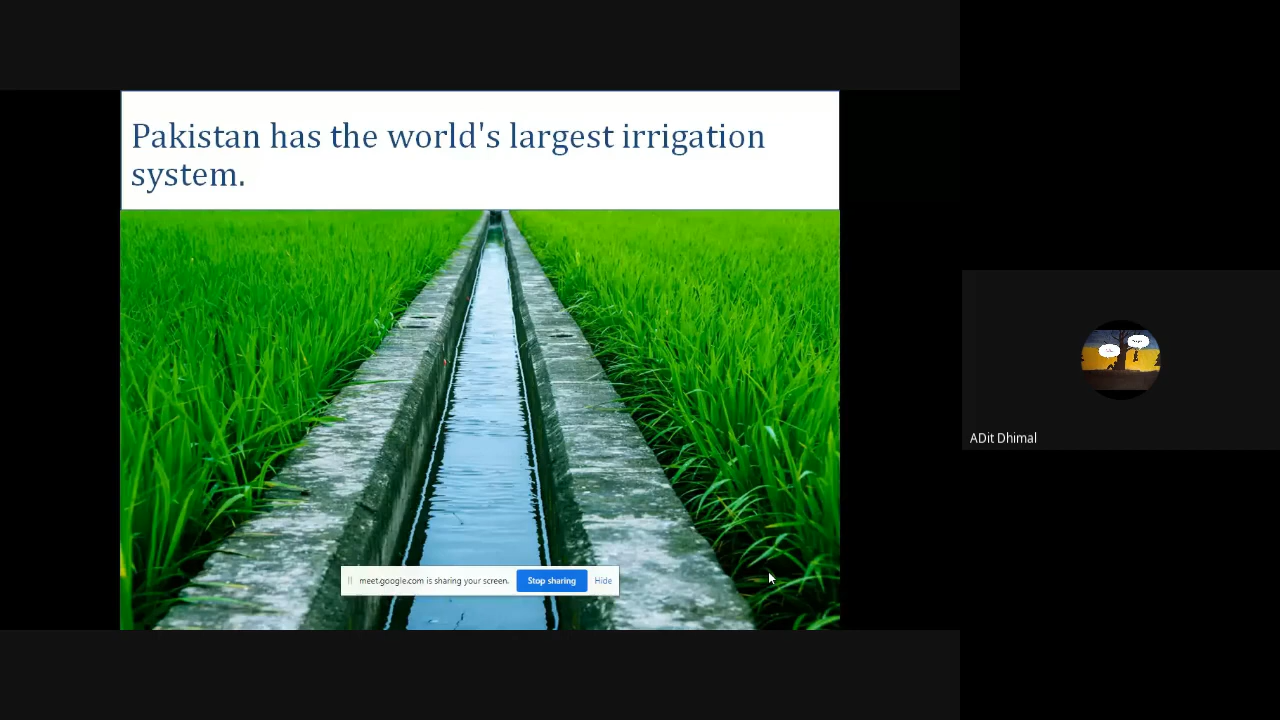 Pakistan has the world's largest irrigation
system.
meet.google.com is sharing your screen.
Stop sharing
Hide
ADit Dhimal